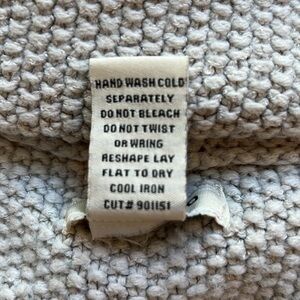 HAND WASH COLD
SEPARATELY
DO NOT BLEACH
DO NOT TWIST
OR WRING
RESHAPE LAY
FLAT TO DRY
COOL IRON
CUT# 901151